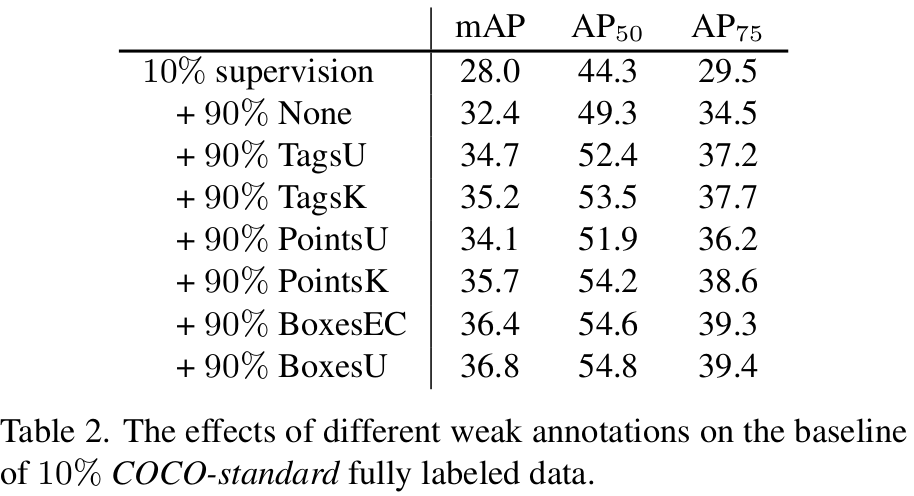 mAP AP50 AP75
10% supervision 28.0 44.3 29.5
+ 90% None 32.4 49.3 34.5
+ 90% TagsU 34.7 52.4 37.2
+ 90% TagsK 35.2 53.5 37.7
+ 90% PointsU 34.1 51.9 36.2
+ 90% PointsK 35.7 54.2 38.6
+ 90% BoxesEC 36.4 54.6 39.3
+ 90% BoxesU 36.8 54.8 39.4
Table 2. The effects of different weak annotations on the baseline
of 10% COCO-standard fully labeled data.